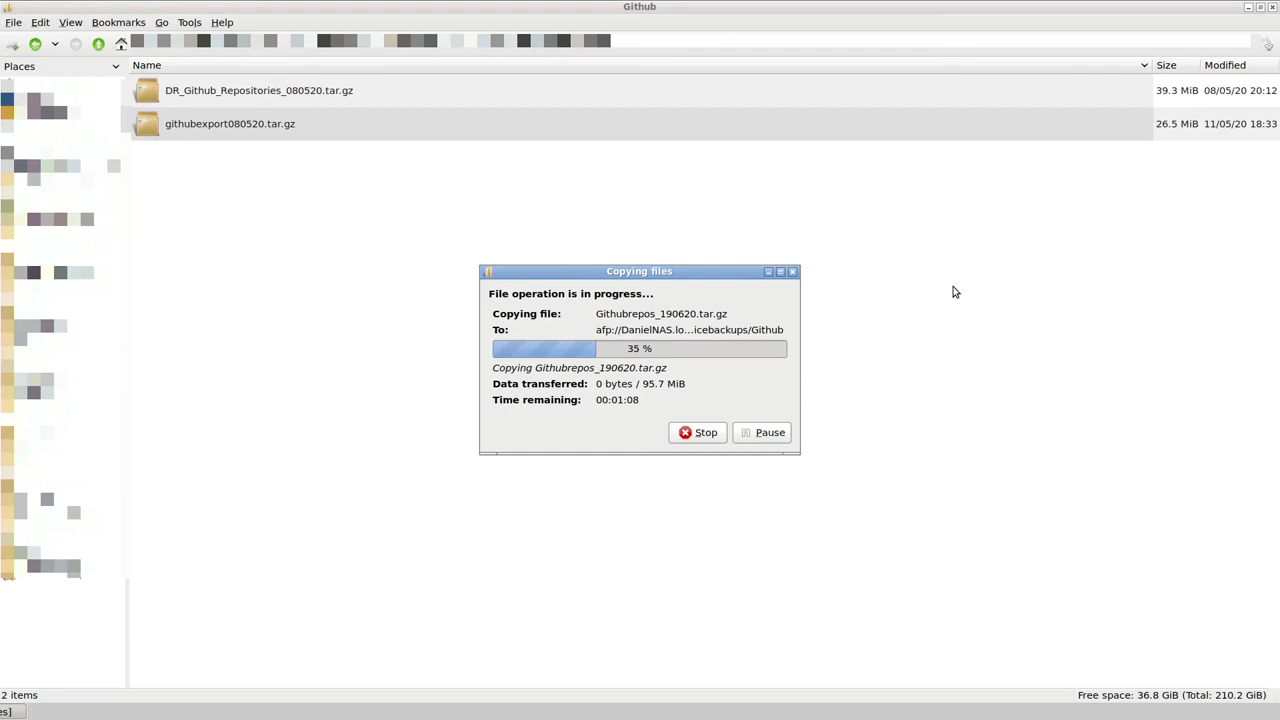 Github
File Edit View Bookmarks Go Tools Help
Places
Name Size Modified
DR_Github_Repositories_080520.tar.gz 39.3 MiB 08/05/20 20:12
githubexport080520.tar.gz 26.5 MiB 11/05/20 18:33
Copying files
File operation is in progress...
Copying file: Githubrepos_190620.tar.gz
To: afp://DanielNAS.lo...icebackups/Github
35 %
Copying Githubrepos_190620.tar.gz
Data transferred: 0 bytes / 95.7 MiB
Time remaining: 00:01:08
Stop Pause
2 items Free space: 36.8 GiB (Total: 210.2 GiB)
es]